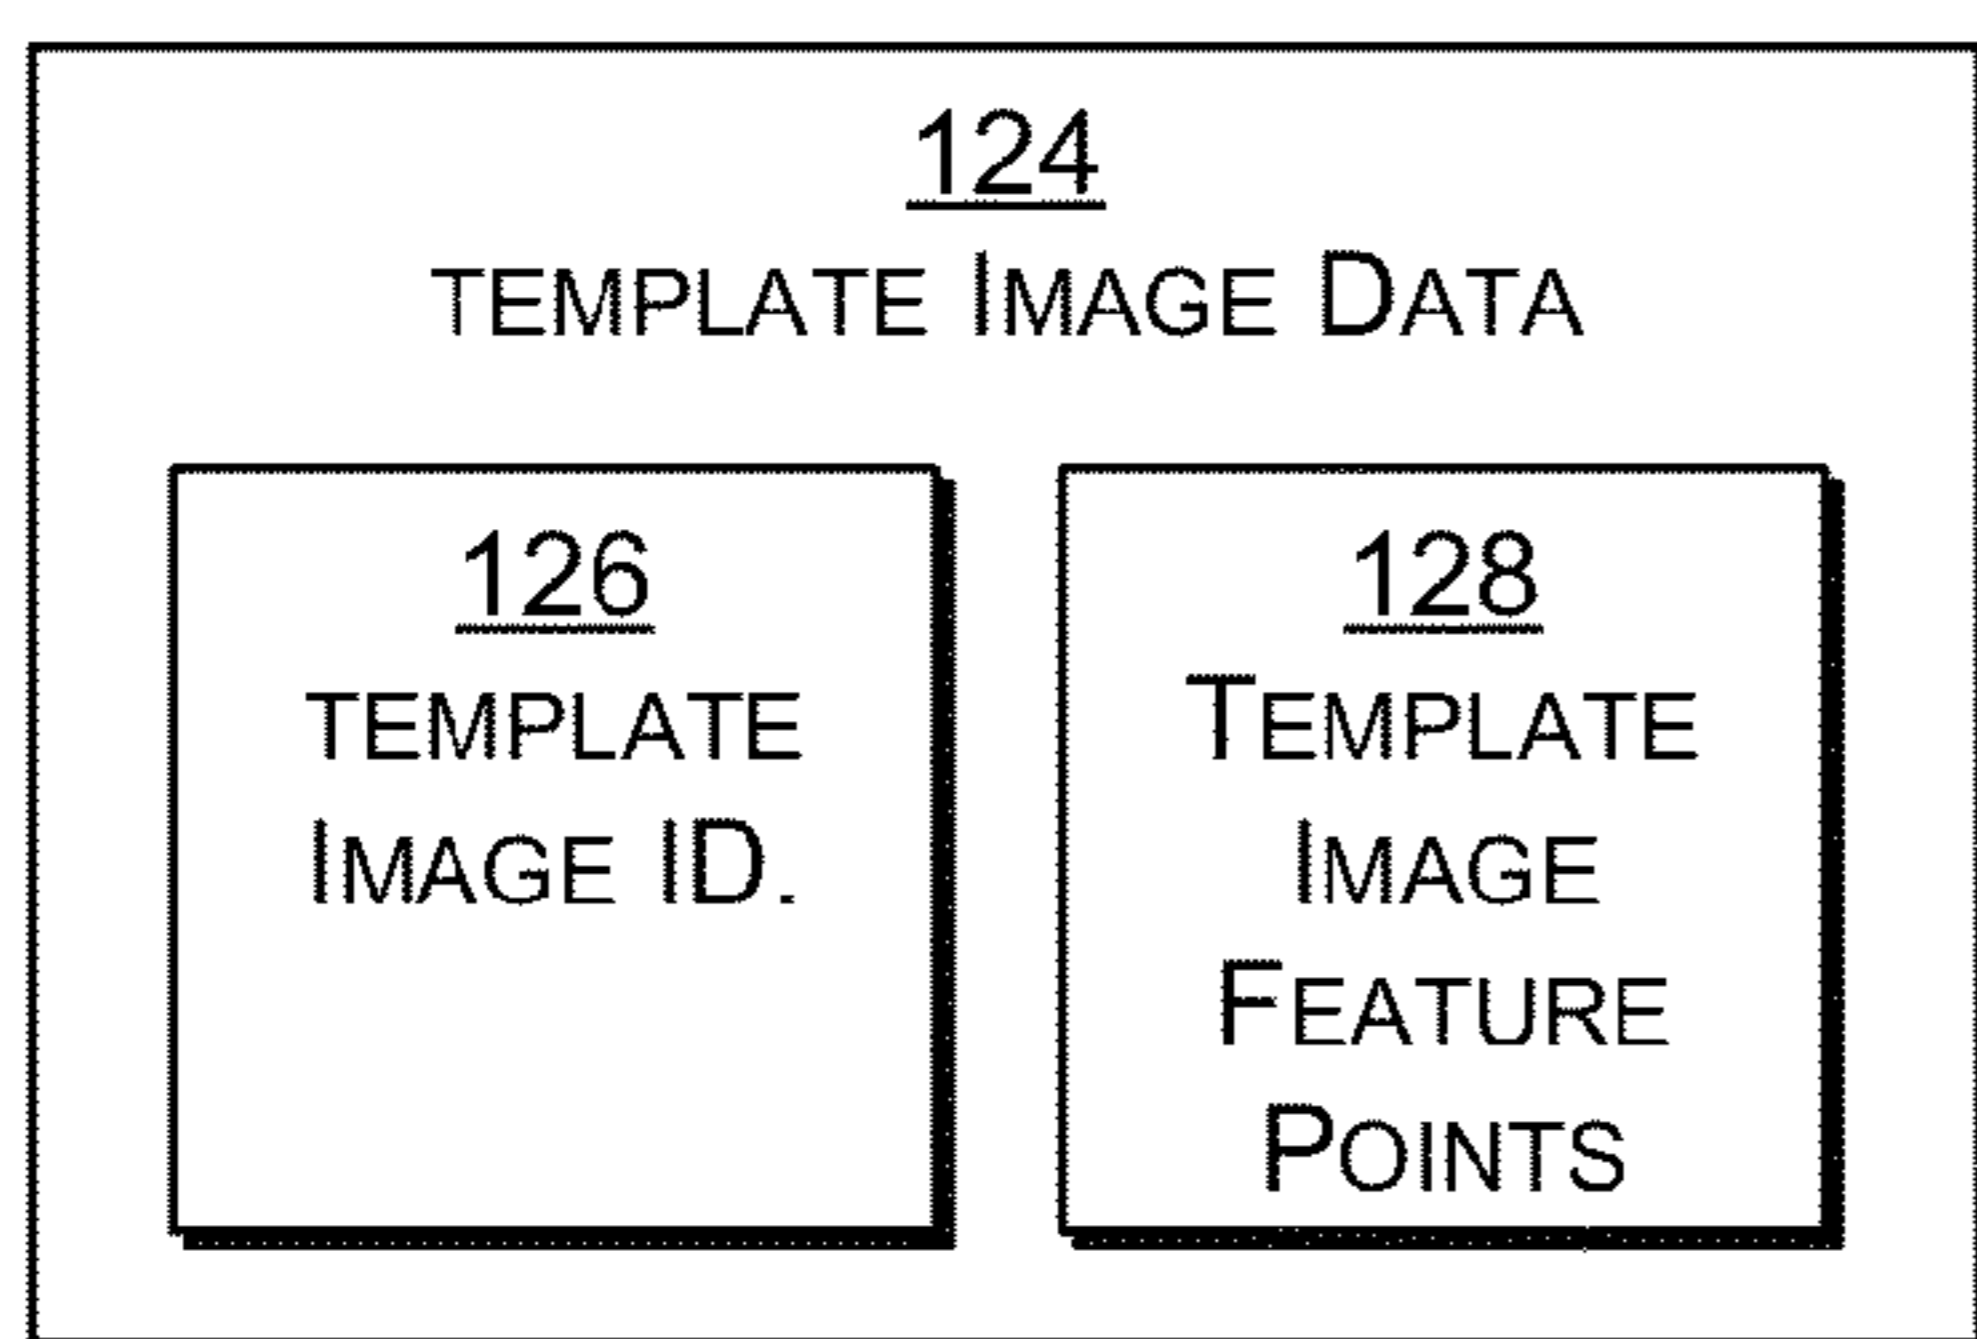 124
TEMPLATE IMAGE DATA
126
TEMPLATE
IMAGE ID.
128
TEMPLATE
IMAGE
FEATURE
POINTS